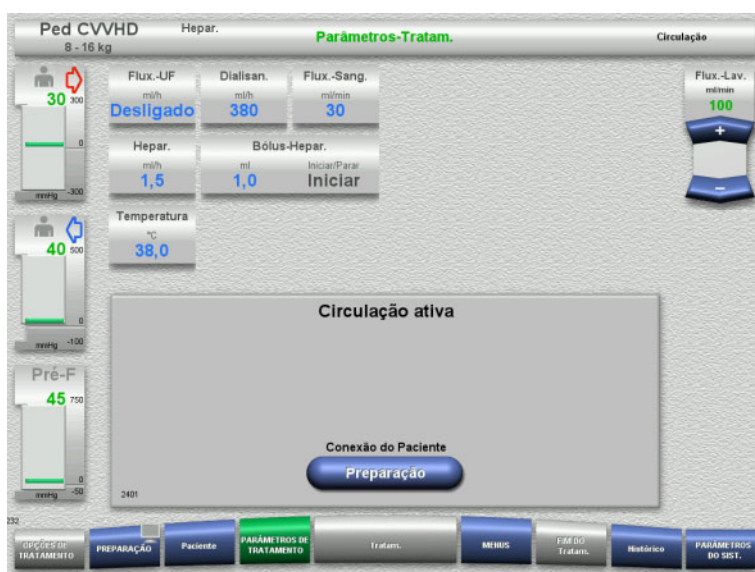 Ped CVVHD
Hepar.
8 - 16 kg
Parâmetros-Tratam.
Circulação
30
300
0
-300
mmHg
40
500
0
-100
mmHg
Pré-F
45
750
0
-50
mmHg
Flux.-UF
ml/h
Desligado
Dialisan.
ml/h
380
Flux.-Sang.
ml/min
30
Hepar.
ml/h
1,5
Bólus-Hepar.
ml
Iniciar/Parar
1,0
Iniciar
Temperatura
°C
38,0
Flux.-Lav.
ml/min
100
+
–
Circulação ativa
Conexão do Paciente
Preparação
2401
232
OPÇÕES DE
TRATAMENTO
PREPARAÇÃO
Paciente
PARÂMETROS DE
TRATAMENTO
Tratam.
MENUS
FIM DO
Tratam.
Histórico
PARÂMETROS
DO SIST.